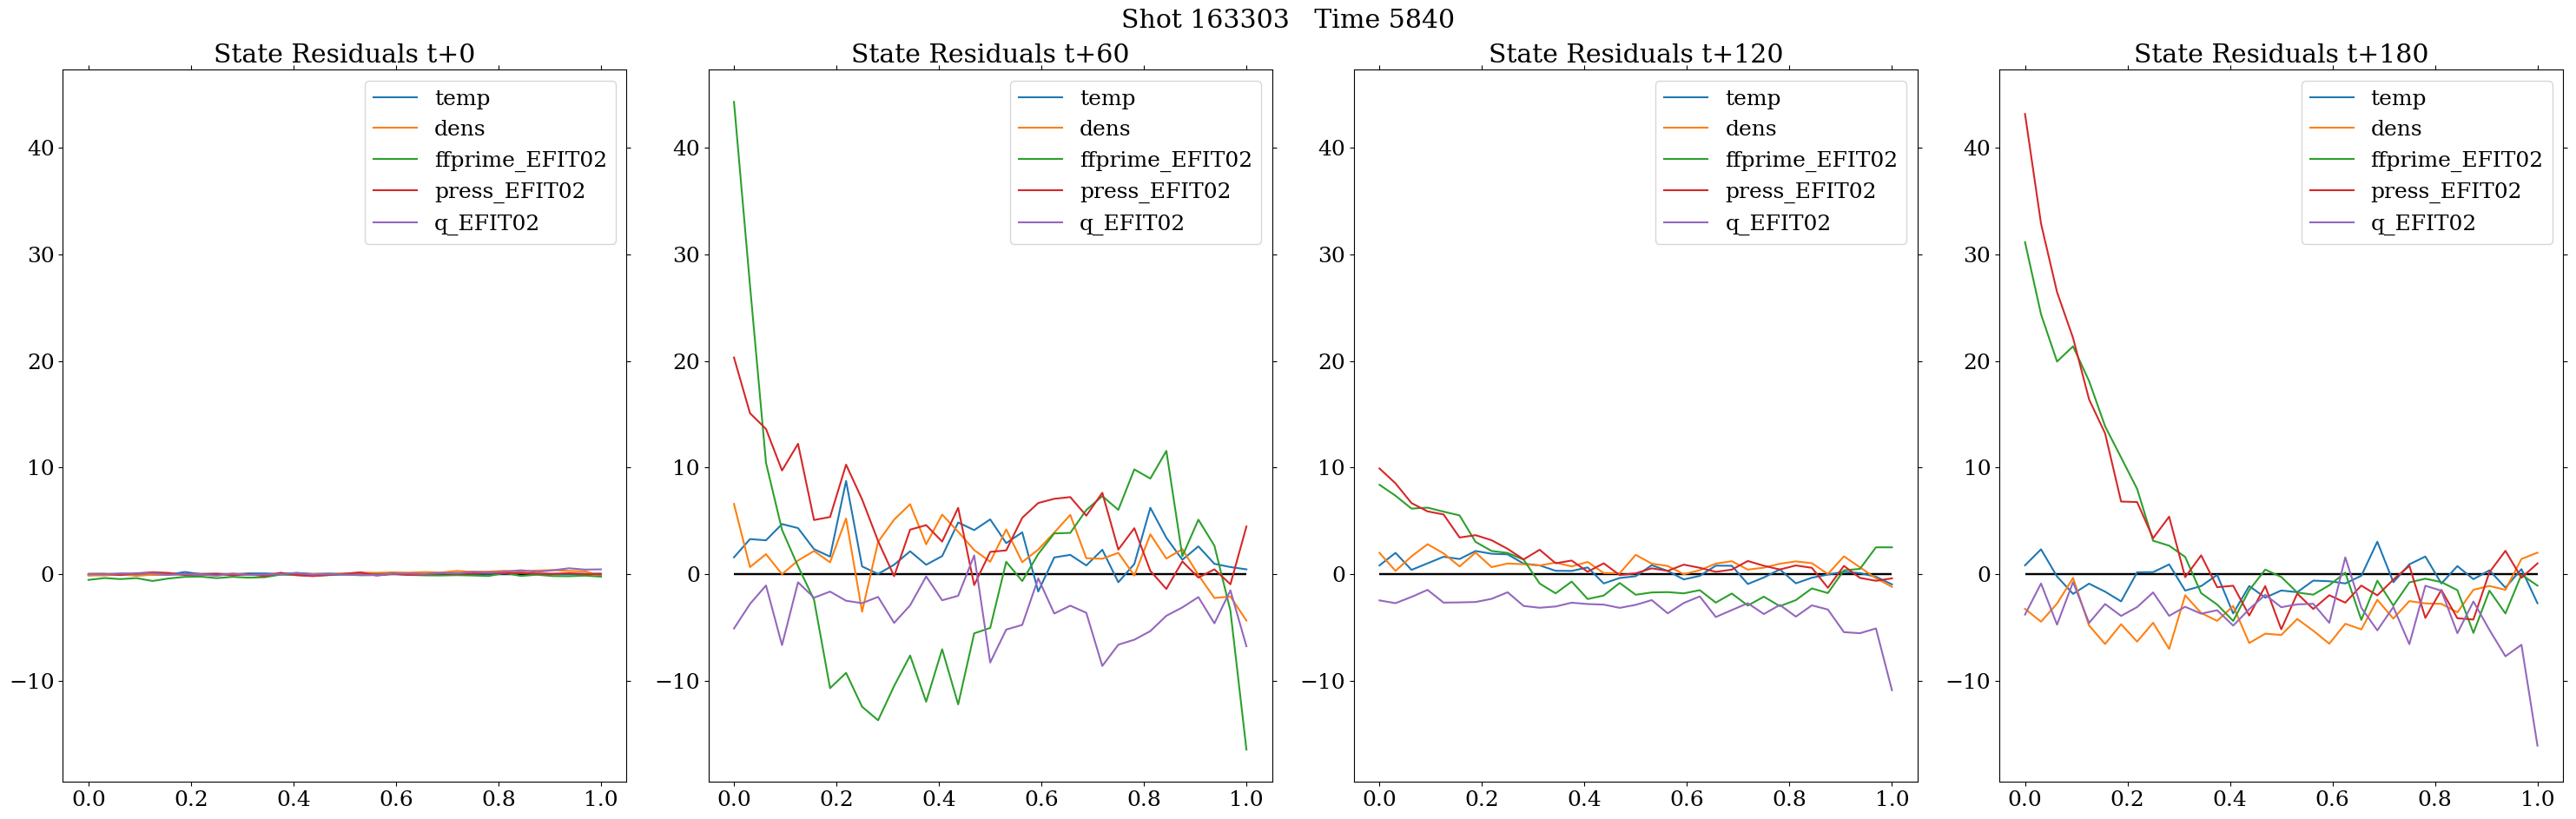 Shot 163303   Time 5840
State Residuals t+0
temp
dens
ffprime_EFIT02
press_EFIT02
q_EFIT02
40
30
20
10
0
−10
0.0 0.2 0.4 0.6 0.8 1.0
State Residuals t+60
temp
dens
ffprime_EFIT02
press_EFIT02
q_EFIT02
40
30
20
10
0
−10
0.0 0.2 0.4 0.6 0.8 1.0
State Residuals t+120
temp
dens
ffprime_EFIT02
press_EFIT02
q_EFIT02
40
30
20
10
0
−10
0.0 0.2 0.4 0.6 0.8 1.0
State Residuals t+180
temp
dens
ffprime_EFIT02
press_EFIT02
q_EFIT02
40
30
20
10
0
−10
0.0 0.2 0.4 0.6 0.8 1.0